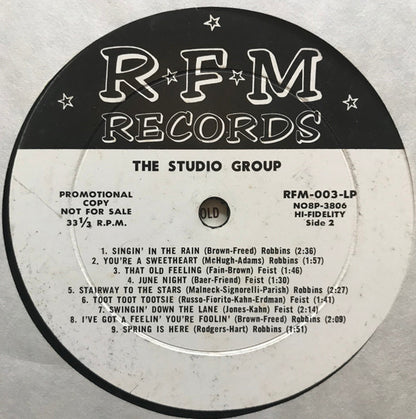 R·F·M
RECORDS
THE STUDIO GROUP
PROMOTIONAL
COPY
NOT FOR SALE
33 1/3 R.P.M.
OLD
RFM-003-LP
NO8P-3806
HI-FIDELITY
Side 2
1. SINGIN' IN THE RAIN (Brown-Freed) Robbins (2:36)
2. YOU'RE A SWEETHEART (McHugh-Adams) Robbins (1:57)
3. THAT OLD FEELING (Fain-Brown) Feist (1:46)
4. JUNE NIGHT (Baer-Friend) Feist (2:30)
5. STAIRWAY TO THE STARS (Malneck-Signorelli-Parish) Robbins (2:27)
6. TOOT TOOT TOOTSIE (Russo-Fiorito-Kahn-Erdman) Feist (1:41)
7. SWINGIN' DOWN THE LANE (Jones-Kahn) Feist (2:14)
8. I'VE GOT A FEELIN' YOU'RE FOOLIN' (Brown-Freed) Robbins (2:09)
9. SPRING IS HERE (Rodgers-Hart) Robbins (1:51)